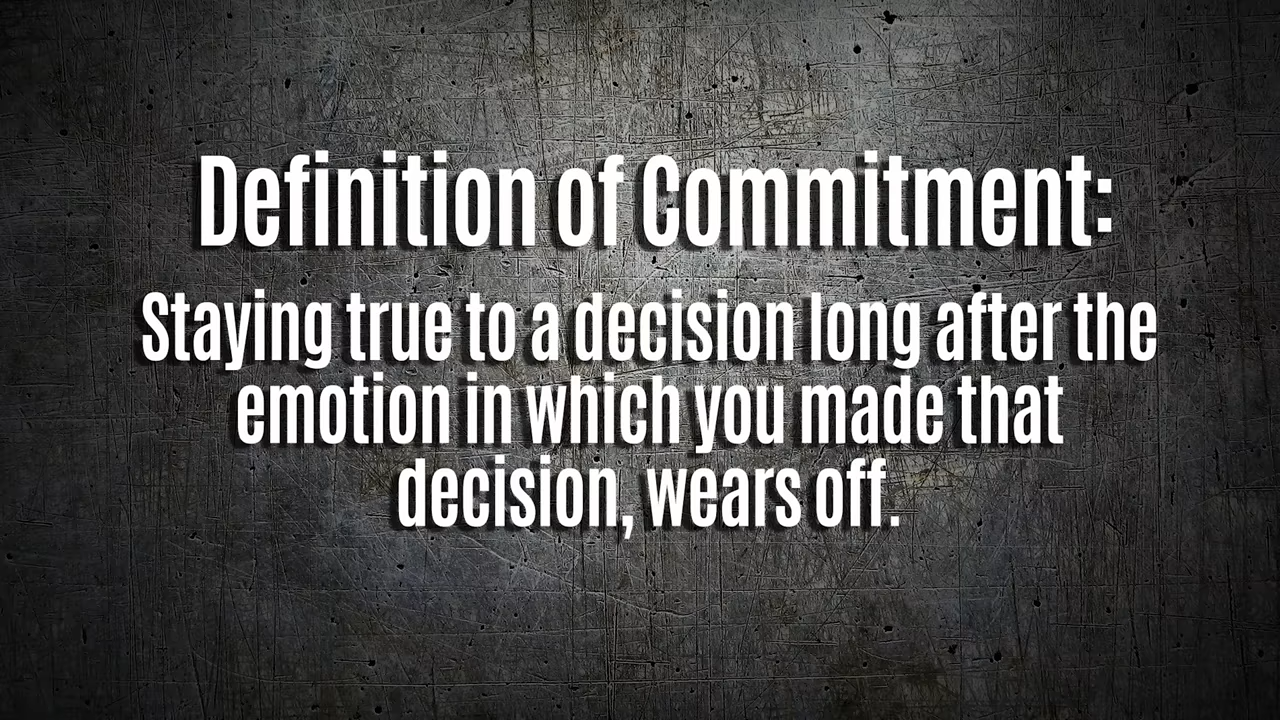 Definition of Commitment:
Staying true to a decision long after the
emotion in which you made that
decision, wears off.